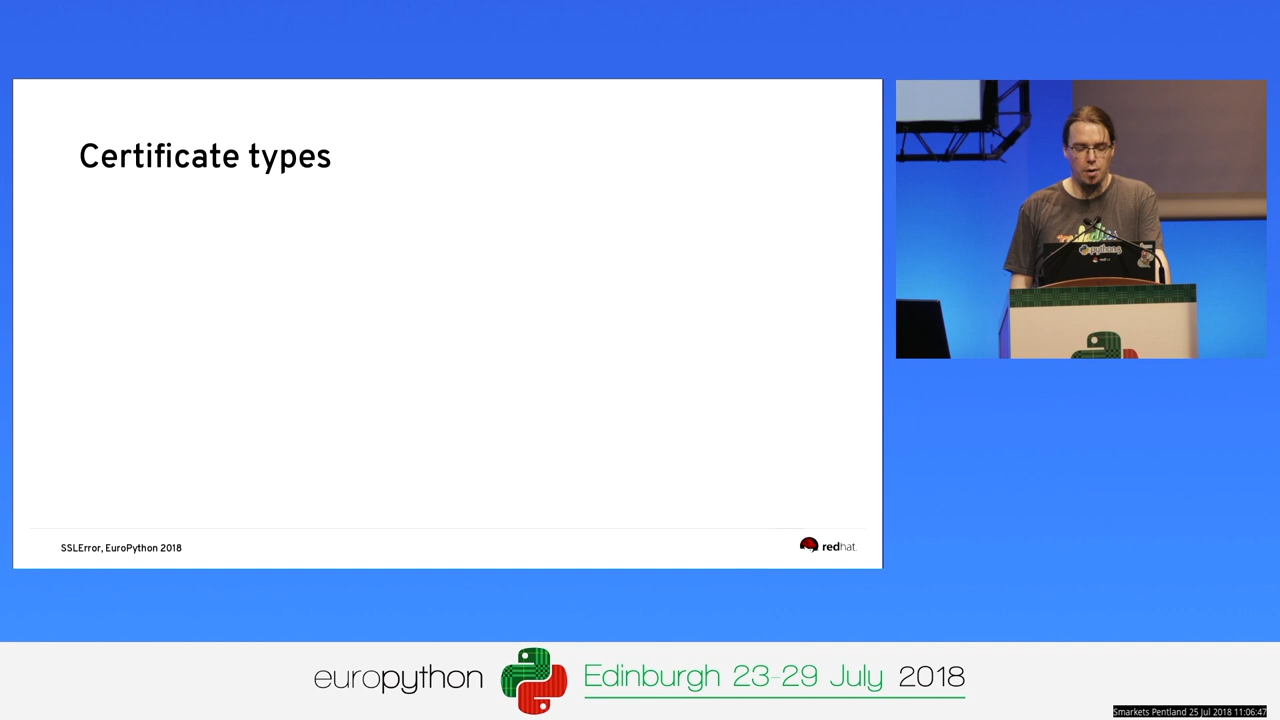 Certificate types
SSLError, EuroPython 2018
redhat.
europython
Edinburgh 23-29 July 2018
Smarkets Pentland 25 Jul 2018 11:06:47